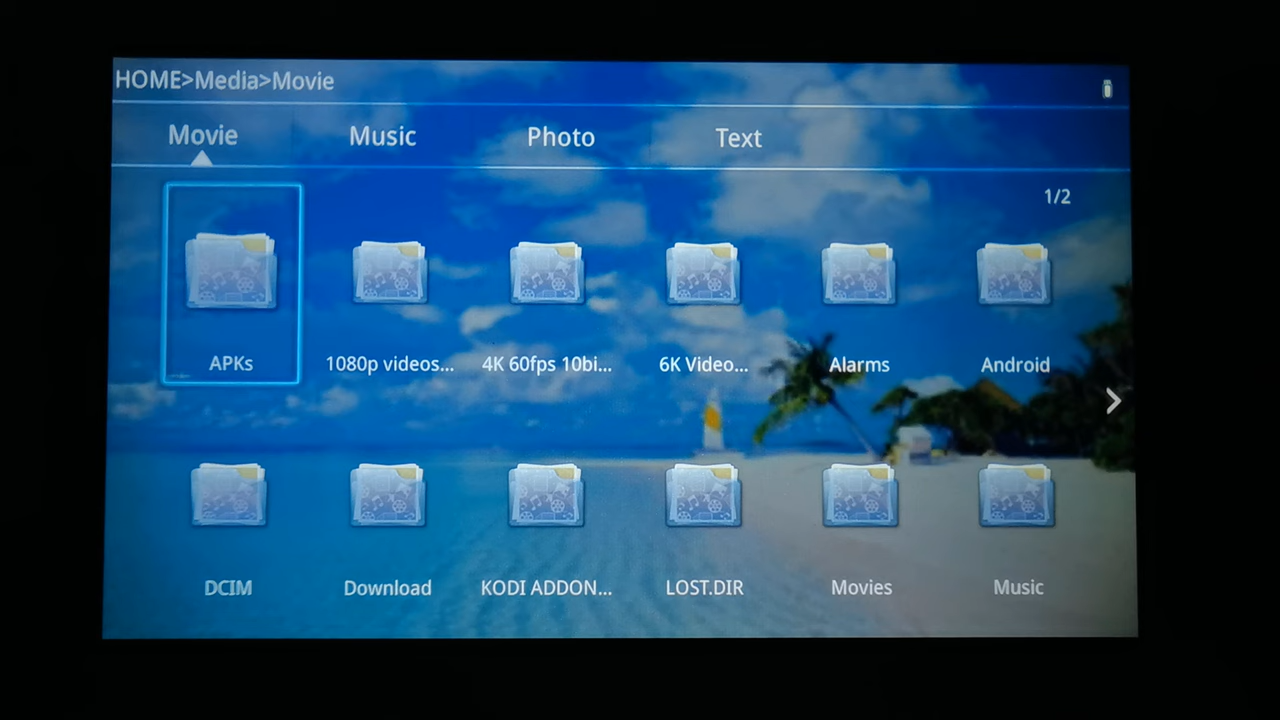 HOME>Media>Movie
Movie Music Photo Text
1/2
APKs 1080p videos... 4K 60fps 10bi... 6K Video... Alarms Android
DCIM Download KODI ADDON... LOST.DIR Movies Music